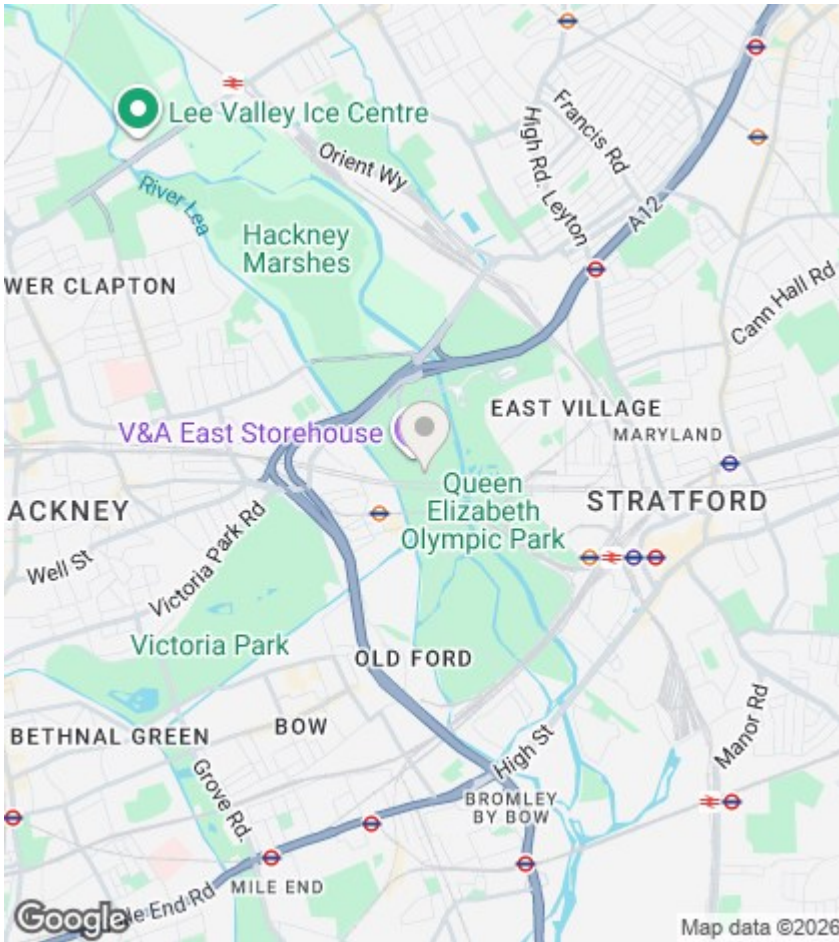 Lee Valley Ice Centre
Francis Rd
High Rd. Leyton
Orient Wy
River Lea
A12
Hackney
Marshes
WER CLAPTON
Cann Hall Rd
EAST VILLAGE
V&A East Storehouse
MARYLAND
Queen
Elizabeth
Olympic Park
STRATFORD
ACKNEY
Victoria Park Rd
Well St
Victoria Park
OLD FORD
Manor Rd
BETHNAL GREEN
BOW
High St
Grove Rd.
BROMLEY
BY BOW
MILE END
ile End Rd
Google
Map data ©2026